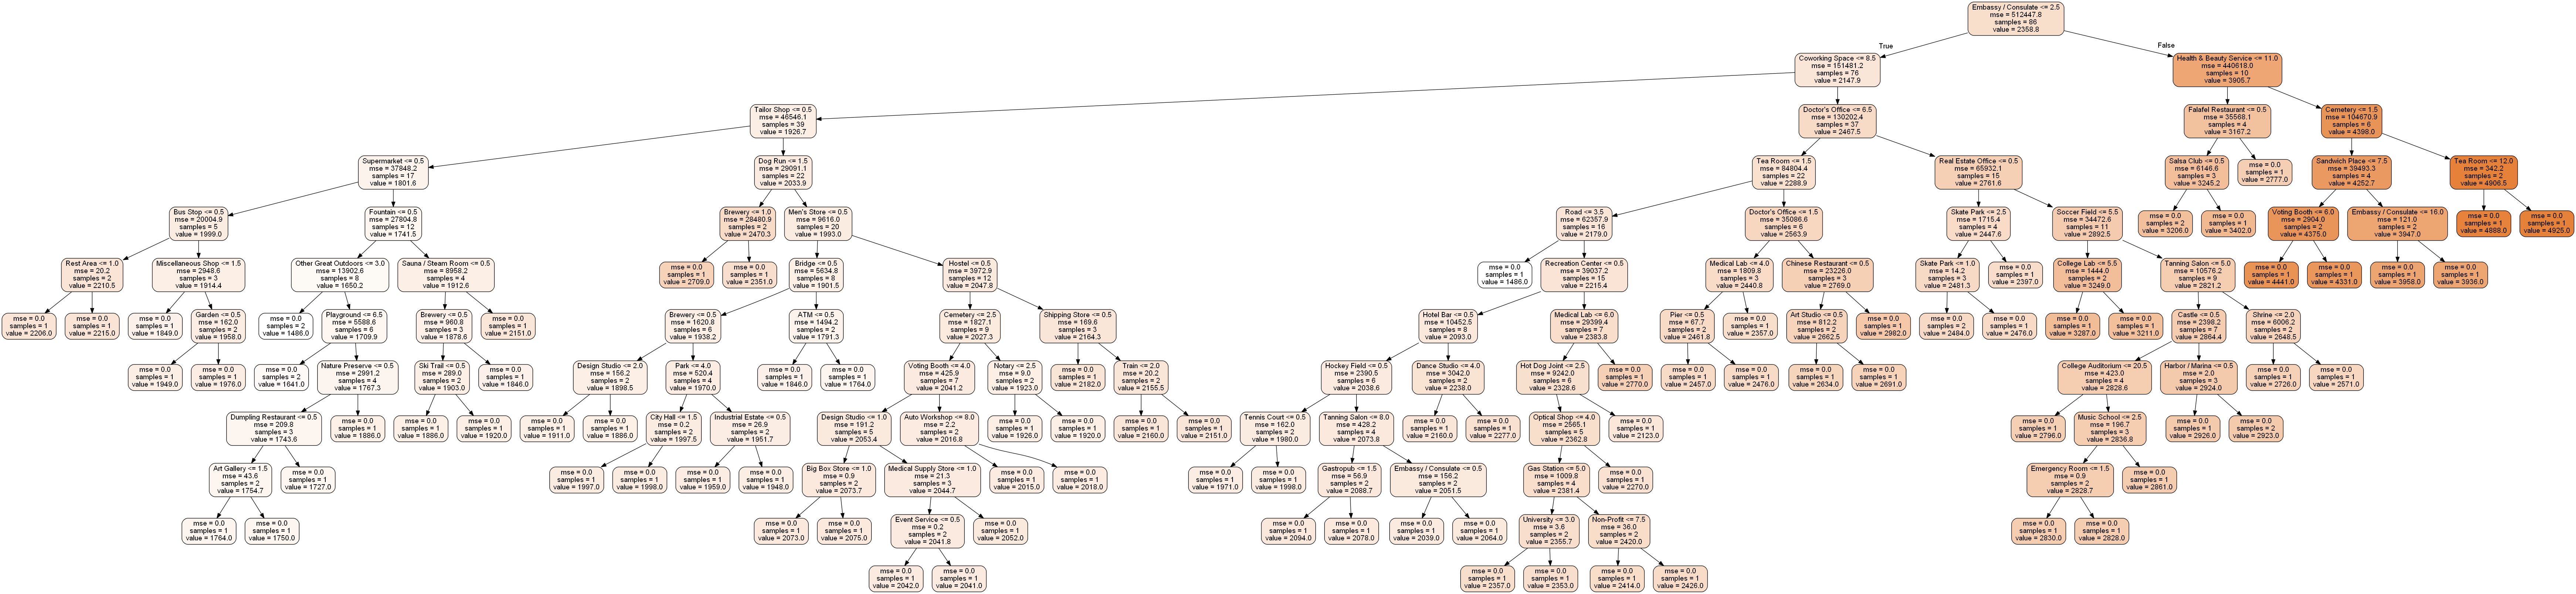 Embassy / Consulate <= 2.5
mse = 512447.8
samples = 86
value = 2358.8
True
False
Coworking Space <= 8.5
mse = 151481.2
samples = 76
value = 2147.9
Health & Beauty Service <= 11.0
mse = 440618.0
samples = 10
value = 3905.7
Tailor Shop <= 0.5
mse = 46546.1
samples = 39
value = 1926.7
Doctor's Office <= 6.5
mse = 130202.4
samples = 37
value = 2467.5
Falafel Restaurant <= 0.5
mse = 35568.1
samples = 4
value = 3167.2
Cemetery <= 1.5
mse = 104670.9
samples = 6
value = 4398.0
Supermarket <= 0.5
mse = 37848.2
samples = 17
value = 1801.6
Dog Run <= 1.5
mse = 29091.1
samples = 22
value = 2033.9
Tea Room <= 1.5
mse = 84804.4
samples = 22
value = 2288.9
Real Estate Office <= 0.5
mse = 65932.1
samples = 15
value = 2761.6
Salsa Club <= 0.5
mse = 6146.6
samples = 3
value = 3245.2
mse = 0.0
samples = 1
value = 2777.0
Sandwich Place <= 7.5
mse = 39493.3
samples = 4
value = 4252.7
Tea Room <= 12.0
mse = 342.2
samples = 2
value = 4906.5
Bus Stop <= 0.5
mse = 20004.9
samples = 5
value = 1999.0
Fountain <= 0.5
mse = 27804.8
samples = 12
value = 1741.5
Brewery <= 1.0
mse = 28480.9
samples = 2
value = 2470.3
Men's Store <= 0.5
mse = 9616.0
samples = 20
value = 1993.0
Road <= 3.5
mse = 62357.9
samples = 16
value = 2179.0
Doctor's Office <= 1.5
mse = 35086.6
samples = 6
value = 2563.9
Skate Park <= 2.5
mse = 1715.4
samples = 4
value = 2447.6
Soccer Field <= 5.5
mse = 34472.6
samples = 11
value = 2892.5
mse = 0.0
samples = 2
value = 3206.0
mse = 0.0
samples = 1
value = 3402.0
Voting Booth <= 6.0
mse = 2904.0
samples = 2
value = 4375.0
Embassy / Consulate <= 16.0
mse = 121.0
samples = 2
value = 3947.0
mse = 0.0
samples = 1
value = 4888.0
mse = 0.0
samples = 1
value = 4925.0
Rest Area <= 1.0
mse = 20.2
samples = 2
value = 2210.5
Miscellaneous Shop <= 1.5
mse = 2948.6
samples = 3
value = 1914.4
Other Great Outdoors <= 3.0
mse = 13902.6
samples = 8
value = 1650.2
Sauna / Steam Room <= 0.5
mse = 8958.2
samples = 4
value = 1912.6
mse = 0.0
samples = 1
value = 2709.0
mse = 0.0
samples = 1
value = 2351.0
Bridge <= 0.5
mse = 5634.8
samples = 8
value = 1901.5
Hostel <= 0.5
mse = 3972.9
samples = 12
value = 2047.8
mse = 0.0
samples = 1
value = 1486.0
Recreation Center <= 0.5
mse = 39037.2
samples = 15
value = 2215.4
Medical Lab <= 4.0
mse = 1809.8
samples = 3
value = 2440.8
Chinese Restaurant <= 0.5
mse = 23226.0
samples = 3
value = 2769.0
Skate Park <= 1.0
mse = 14.2
samples = 3
value = 2481.3
mse = 0.0
samples = 1
value = 2397.0
College Lab <= 5.5
mse = 1444.0
samples = 2
value = 3249.0
Tanning Salon <= 5.0
mse = 10576.2
samples = 9
value = 2821.2
mse = 0.0
samples = 1
value = 4441.0
mse = 0.0
samples = 1
value = 4331.0
mse = 0.0
samples = 1
value = 3958.0
mse = 0.0
samples = 1
value = 3936.0
mse = 0.0
samples = 1
value = 2206.0
mse = 0.0
samples = 1
value = 2215.0
mse = 0.0
samples = 1
value = 1849.0
Garden <= 0.5
mse = 162.0
samples = 2
value = 1958.0
mse = 0.0
samples = 2
value = 1486.0
Playground <= 6.5
mse = 5588.6
samples = 6
value = 1709.9
Brewery <= 0.5
mse = 960.8
samples = 3
value = 1878.6
mse = 0.0
samples = 1
value = 2151.0
Brewery <= 0.5
mse = 1620.8
samples = 6
value = 1938.2
ATM <= 0.5
mse = 1494.2
samples = 2
value = 1791.3
Cemetery <= 2.5
mse = 1827.1
samples = 9
value = 2027.3
Shipping Store <= 0.5
mse = 169.6
samples = 3
value = 2164.3
Hotel Bar <= 0.5
mse = 10452.5
samples = 8
value = 2093.0
Medical Lab <= 6.0
mse = 29399.4
samples = 7
value = 2383.8
Pier <= 0.5
mse = 67.7
samples = 2
value = 2461.8
mse = 0.0
samples = 1
value = 2357.0
Art Studio <= 0.5
mse = 812.2
samples = 2
value = 2662.5
mse = 0.0
samples = 1
value = 2982.0
mse = 0.0
samples = 2
value = 2484.0
mse = 0.0
samples = 1
value = 2476.0
mse = 0.0
samples = 1
value = 3287.0
mse = 0.0
samples = 1
value = 3211.0
Castle <= 0.5
mse = 2398.2
samples = 7
value = 2864.4
Shrine <= 2.0
mse = 6006.2
samples = 2
value = 2648.5
mse = 0.0
samples = 1
value = 1949.0
mse = 0.0
samples = 1
value = 1976.0
mse = 0.0
samples = 2
value = 1641.0
Nature Preserve <= 0.5
mse = 2991.2
samples = 4
value = 1767.3
Ski Trail <= 0.5
mse = 289.0
samples = 2
value = 1903.0
mse = 0.0
samples = 1
value = 1846.0
Design Studio <= 2.0
mse = 156.2
samples = 2
value = 1898.5
Park <= 4.0
mse = 520.4
samples = 4
value = 1970.0
mse = 0.0
samples = 1
value = 1846.0
mse = 0.0
samples = 1
value = 1764.0
Voting Booth <= 4.0
mse = 425.9
samples = 7
value = 2041.2
Notary <= 2.5
mse = 9.0
samples = 2
value = 1923.0
mse = 0.0
samples = 1
value = 2182.0
Train <= 2.0
mse = 20.2
samples = 2
value = 2155.5
Hockey Field <= 0.5
mse = 2390.5
samples = 6
value = 2038.6
Dance Studio <= 4.0
mse = 3042.0
samples = 2
value = 2238.0
Hot Dog Joint <= 2.5
mse = 9242.0
samples = 6
value = 2328.6
mse = 0.0
samples = 1
value = 2770.0
mse = 0.0
samples = 1
value = 2457.0
mse = 0.0
samples = 1
value = 2476.0
mse = 0.0
samples = 1
value = 2634.0
mse = 0.0
samples = 1
value = 2691.0
College Auditorium <= 20.5
mse = 423.0
samples = 4
value = 2828.6
Harbor / Marina <= 0.5
mse = 2.0
samples = 3
value = 2924.0
mse = 0.0
samples = 1
value = 2726.0
mse = 0.0
samples = 1
value = 2571.0
Dumpling Restaurant <= 0.5
mse = 209.8
samples = 3
value = 1743.6
mse = 0.0
samples = 1
value = 1886.0
mse = 0.0
samples = 1
value = 1886.0
mse = 0.0
samples = 1
value = 1920.0
mse = 0.0
samples = 1
value = 1911.0
mse = 0.0
samples = 1
value = 1886.0
City Hall <= 1.5
mse = 0.2
samples = 2
value = 1997.5
Industrial Estate <= 0.5
mse = 26.9
samples = 2
value = 1951.7
Design Studio <= 1.0
mse = 191.2
samples = 5
value = 2053.4
Auto Workshop <= 8.0
mse = 2.2
samples = 2
value = 2016.8
mse = 0.0
samples = 1
value = 1926.0
mse = 0.0
samples = 1
value = 1920.0
mse = 0.0
samples = 1
value = 2160.0
mse = 0.0
samples = 1
value = 2151.0
Tennis Court <= 0.5
mse = 162.0
samples = 2
value = 1980.0
Tanning Salon <= 8.0
mse = 428.2
samples = 4
value = 2073.8
mse = 0.0
samples = 1
value = 2160.0
mse = 0.0
samples = 1
value = 2277.0
Optical Shop <= 4.0
mse = 2565.1
samples = 5
value = 2362.8
mse = 0.0
samples = 1
value = 2123.0
mse = 0.0
samples = 1
value = 2796.0
Music School <= 2.5
mse = 196.7
samples = 3
value = 2836.8
mse = 0.0
samples = 1
value = 2926.0
mse = 0.0
samples = 2
value = 2923.0
Art Gallery <= 1.5
mse = 43.6
samples = 2
value = 1754.7
mse = 0.0
samples = 1
value = 1727.0
mse = 0.0
samples = 1
value = 1997.0
mse = 0.0
samples = 1
value = 1998.0
mse = 0.0
samples = 1
value = 1959.0
mse = 0.0
samples = 1
value = 1948.0
Big Box Store <= 1.0
mse = 0.9
samples = 2
value = 2073.7
Medical Supply Store <= 1.0
mse = 21.3
samples = 3
value = 2044.7
mse = 0.0
samples = 1
value = 2015.0
mse = 0.0
samples = 1
value = 2018.0
mse = 0.0
samples = 1
value = 1971.0
mse = 0.0
samples = 1
value = 1998.0
Gastropub <= 1.5
mse = 56.9
samples = 2
value = 2088.7
Embassy / Consulate <= 0.5
mse = 156.2
samples = 2
value = 2051.5
Gas Station <= 5.0
mse = 1009.8
samples = 4
value = 2381.4
mse = 0.0
samples = 1
value = 2270.0
Emergency Room <= 1.5
mse = 0.9
samples = 2
value = 2828.7
mse = 0.0
samples = 1
value = 2861.0
mse = 0.0
samples = 1
value = 1764.0
mse = 0.0
samples = 1
value = 1750.0
mse = 0.0
samples = 1
value = 2073.0
mse = 0.0
samples = 1
value = 2075.0
Event Service <= 0.5
mse = 0.2
samples = 2
value = 2041.8
mse = 0.0
samples = 1
value = 2052.0
mse = 0.0
samples = 1
value = 2094.0
mse = 0.0
samples = 1
value = 2078.0
mse = 0.0
samples = 1
value = 2039.0
mse = 0.0
samples = 1
value = 2064.0
University <= 3.0
mse = 3.6
samples = 2
value = 2355.7
Non-Profit <= 7.5
mse = 36.0
samples = 2
value = 2420.0
mse = 0.0
samples = 1
value = 2830.0
mse = 0.0
samples = 1
value = 2828.0
mse = 0.0
samples = 1
value = 2042.0
mse = 0.0
samples = 1
value = 2041.0
mse = 0.0
samples = 1
value = 2357.0
mse = 0.0
samples = 1
value = 2353.0
mse = 0.0
samples = 1
value = 2414.0
mse = 0.0
samples = 1
value = 2426.0